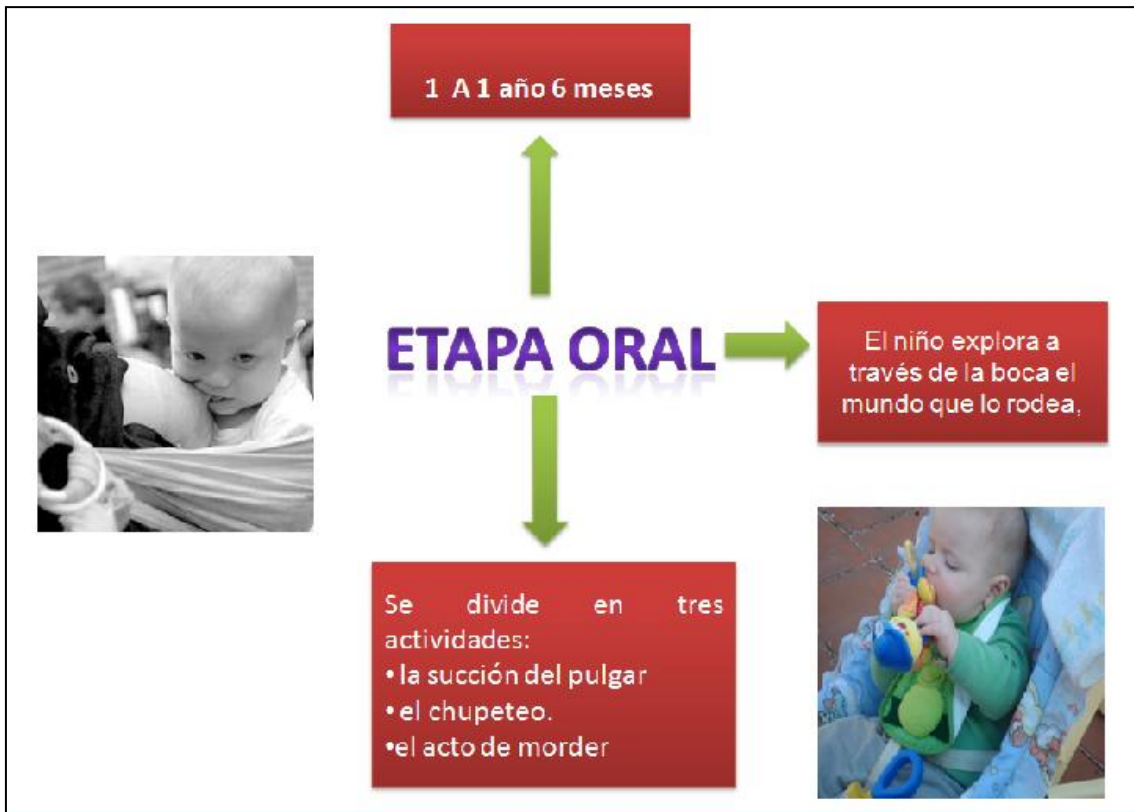 1 A 1 año 6 meses
ETAPA ORAL
El niño explora a
través de la boca el
mundo que lo rodea,
Se divide en tres
actividades:
• la succión del pulgar
• el chupeteo.
•el acto de morder